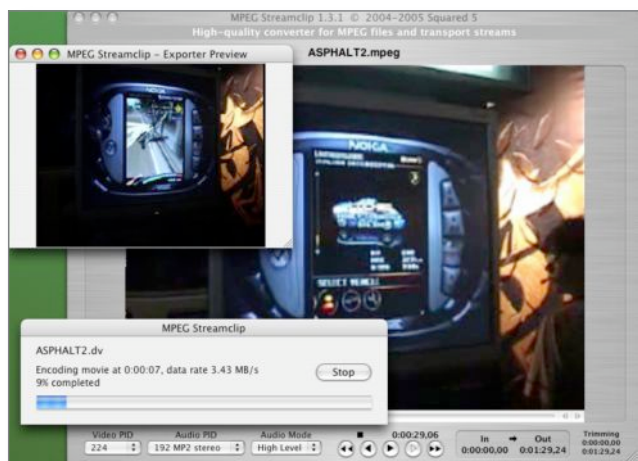 MPEG Streamclip 1.3.1 © 2004-2005 Squared 5
High-quality converter for MPEG files and transport streams
MPEG Streamclip – Exporter Preview
ASPHALT2.mpeg
NOKIA
NOKIA
MPEG Streamclip
ASPHALT2.dv
Encoding movie at 0:00:07, data rate 3.43 MB/s
9% completed
Stop
Video PID
224
Audio PID
192 MP2 stereo
Audio Mode
High Level
0:00:29,06
In → Out
0:00:00,00 0:01:29,24
Trimming
0:00:00,00
0:01:29,24